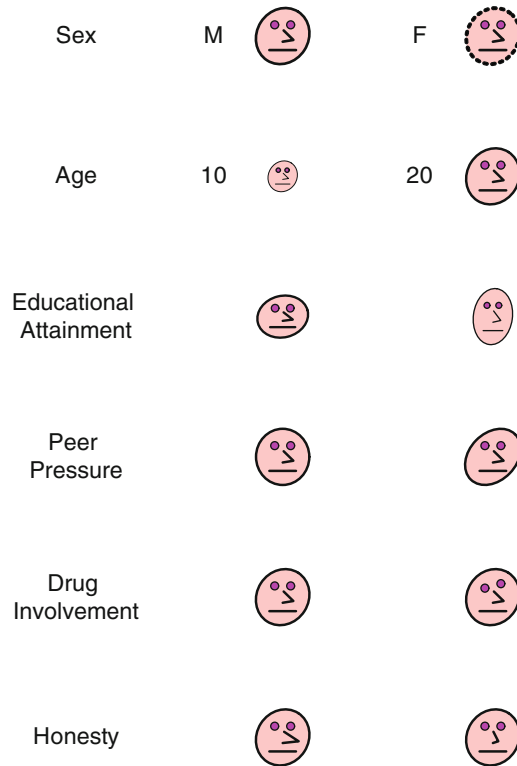 Sex M F
Age 10 20
Educational
Attainment
Peer
Pressure
Drug
Involvement
Honesty